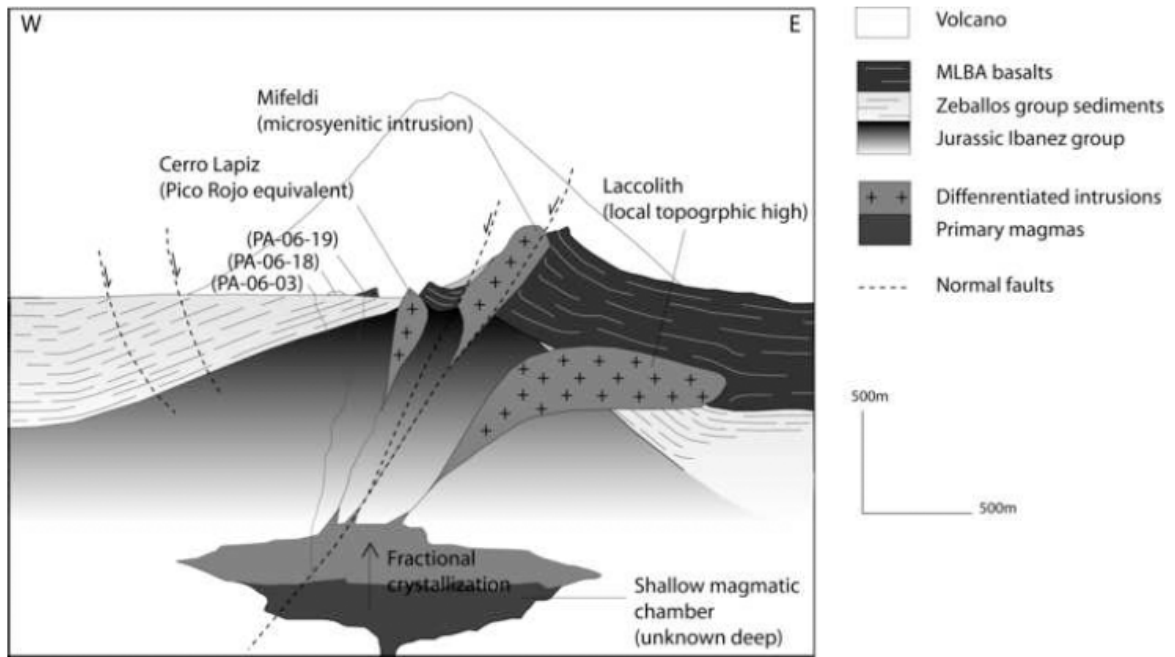 W
E
Mifeldi
(microsyenitic intrusion)
Cerro Lapiz
(Pico Rojo equivalent)
(PA-06-19)
(PA-06-18)
(PA-06-03)
Laccolith
(local topogrphic high)
Fractional
crystallization
Shallow magmatic
chamber
(unknown deep)
Volcano
MLBA basalts
Zeballos group sediments
Jurassic Ibanez group
Diffenrentiated intrusions
Primary magmas
Normal faults
500m
500m